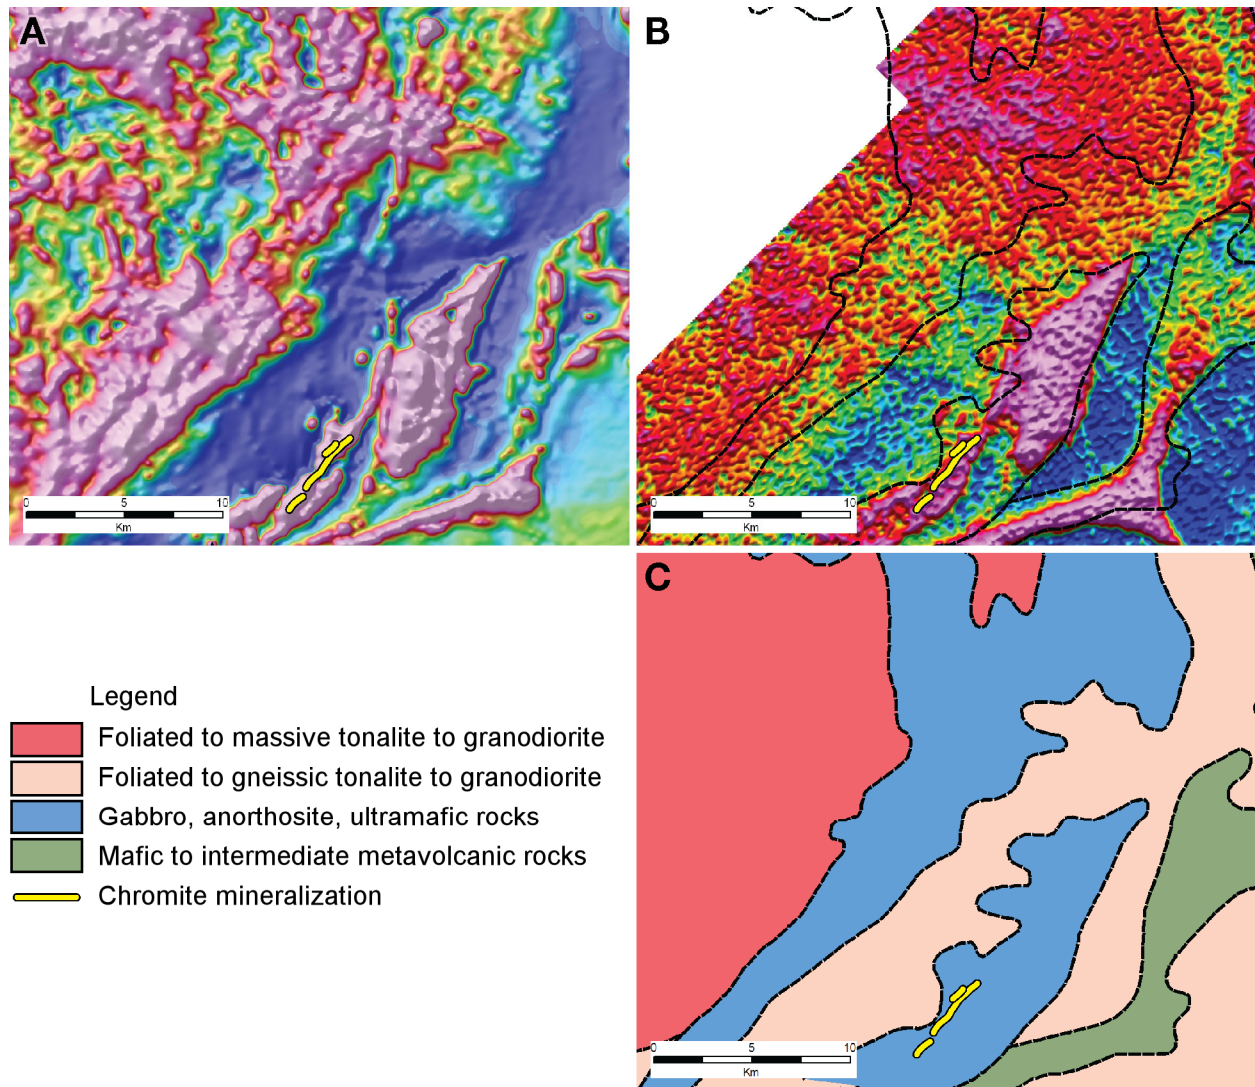 A
B
0 5 10
Km
0 5 10
Km
C
Legend
Foliated to massive tonalite to granodiorite
Foliated to gneissic tonalite to granodiorite
Gabbro, anorthosite, ultramafic rocks
Mafic to intermediate metavolcanic rocks
Chromite mineralization
0 5 10
Km